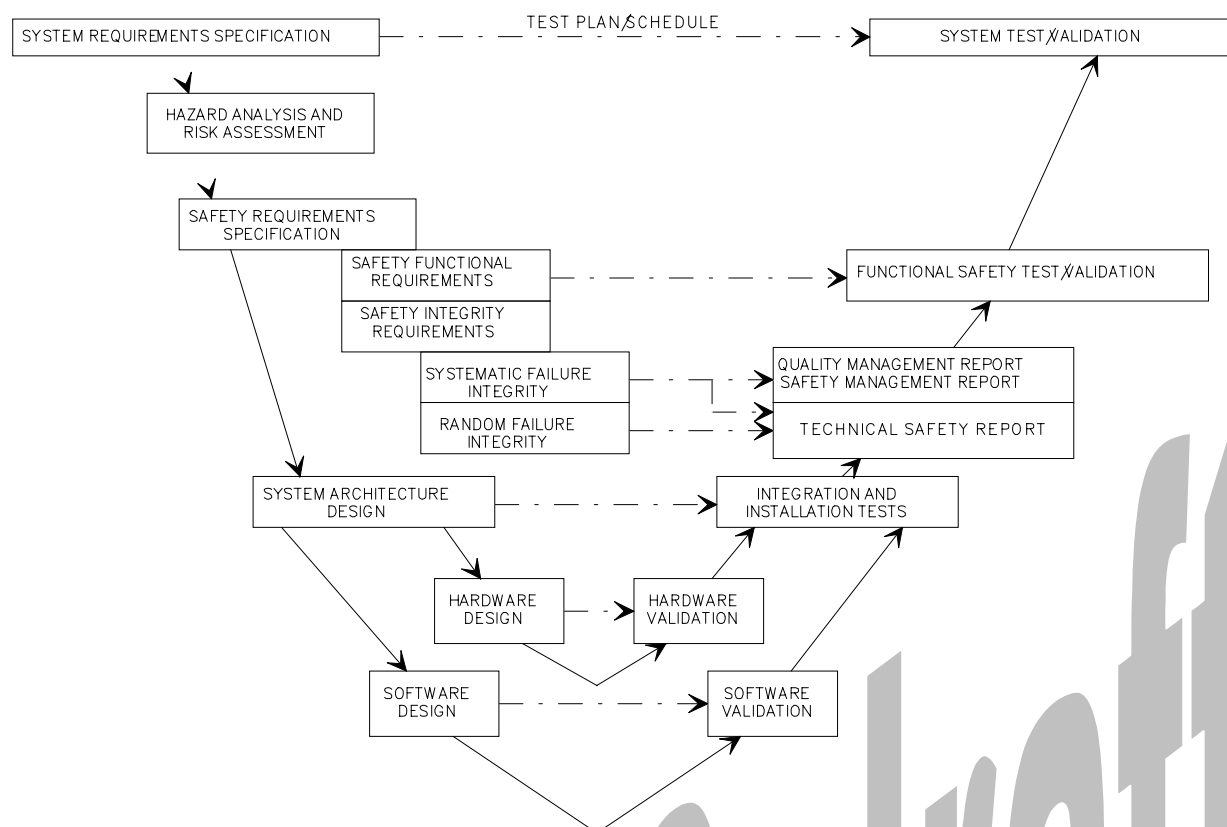 TEST PLAN/SCHEDULE
SYSTEM REQUIREMENTS SPECIFICATION
SYSTEM TEST/VALIDATION
HAZARD ANALYSIS AND
RISK ASSESSMENT
SAFETY REQUIREMENTS
SPECIFICATION
SAFETY FUNCTIONAL
REQUIREMENTS
FUNCTIONAL SAFETY TEST/VALIDATION
SAFETY INTEGRITY
REQUIREMENTS
SYSTEMATIC FAILURE
INTEGRITY
QUALITY MANAGEMENT REPORT
SAFETY MANAGEMENT REPORT
RANDOM FAILURE
INTEGRITY
TECHNICAL SAFETY REPORT
SYSTEM ARCHITECTURE
DESIGN
INTEGRATION AND
INSTALLATION TESTS
HARDWARE
DESIGN
HARDWARE
VALIDATION
SOFTWARE
DESIGN
SOFTWARE
VALIDATION